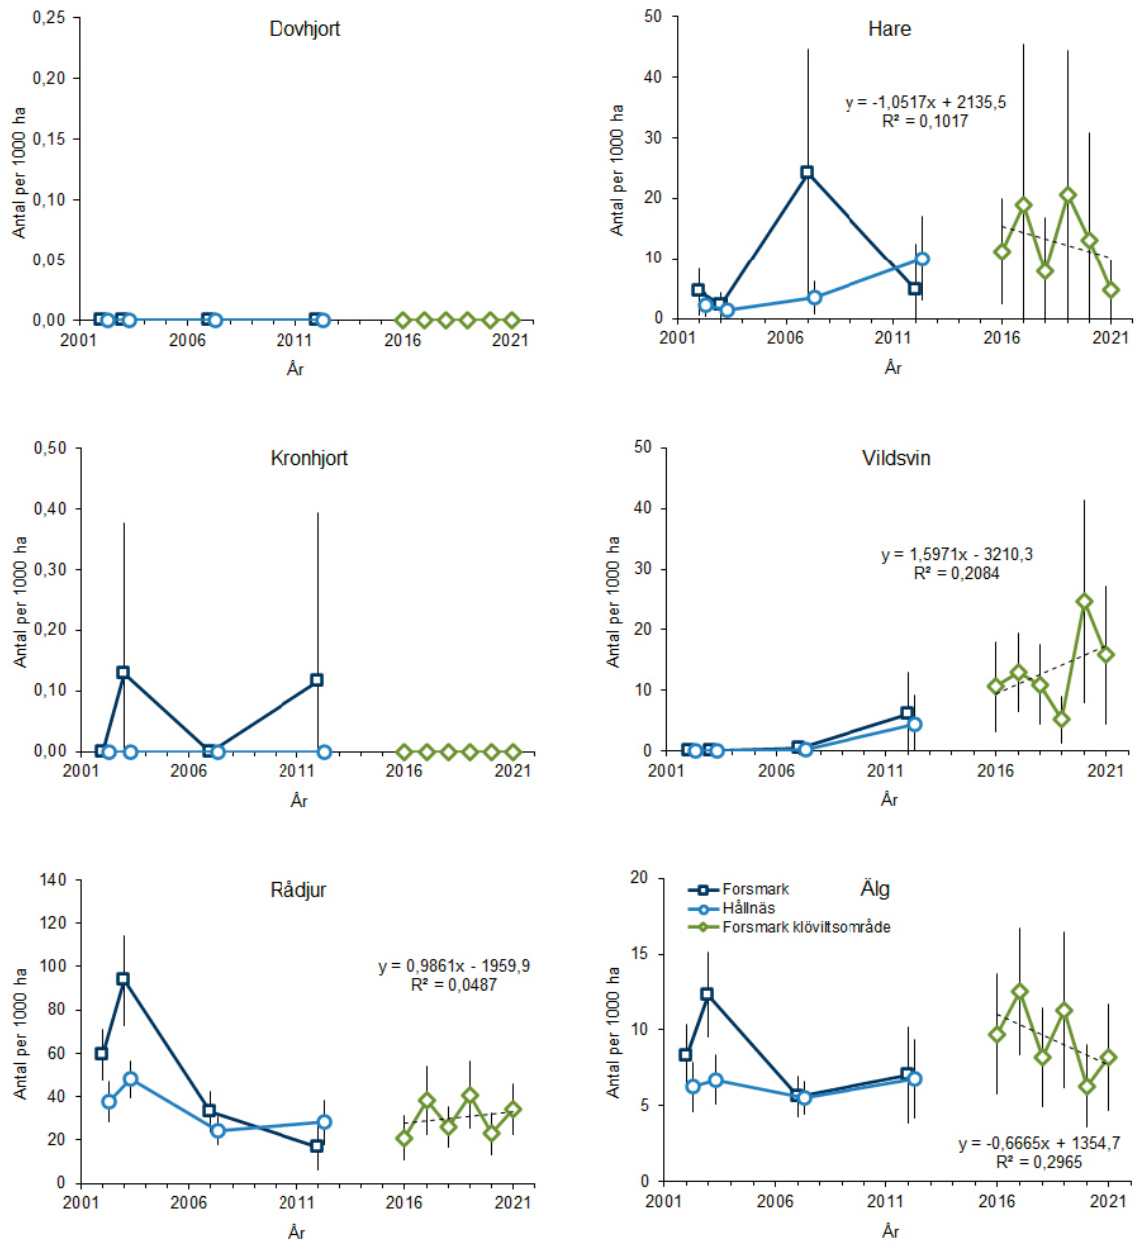 Dovhjort
Antal per 1000 ha
0,25
0,20
0,15
0,10
0,05
0,00
2001
2006
2011
2016
2021
År
Hare
Antal per 1000 ha
50
40
30
20
10
0
y = -1,0517x + 2135,5
R² = 0,1017
2001
2006
2011
2016
2021
År
Kronhjort
Antal per 1000 ha
0,50
0,40
0,30
0,20
0,10
0,00
2001
2006
2011
2016
2021
År
Vildsvin
Antal per 1000 ha
50
40
30
20
10
0
y = 1,5971x - 3210,3
R² = 0,2084
2001
2006
2011
2016
2021
År
Rådjur
Antal per 1000 ha
140
120
100
80
60
40
20
0
y = 0,9861x - 1959,9
R² = 0,0487
2001
2006
2011
2016
2021
År
Älg
Antal per 1000 ha
20
15
10
5
0
Forsmark
Hållnäs
Forsmark klöviltsområde
y = -0,6665x + 1354,7
R² = 0,2965
2001
2006
2011
2016
2021
År